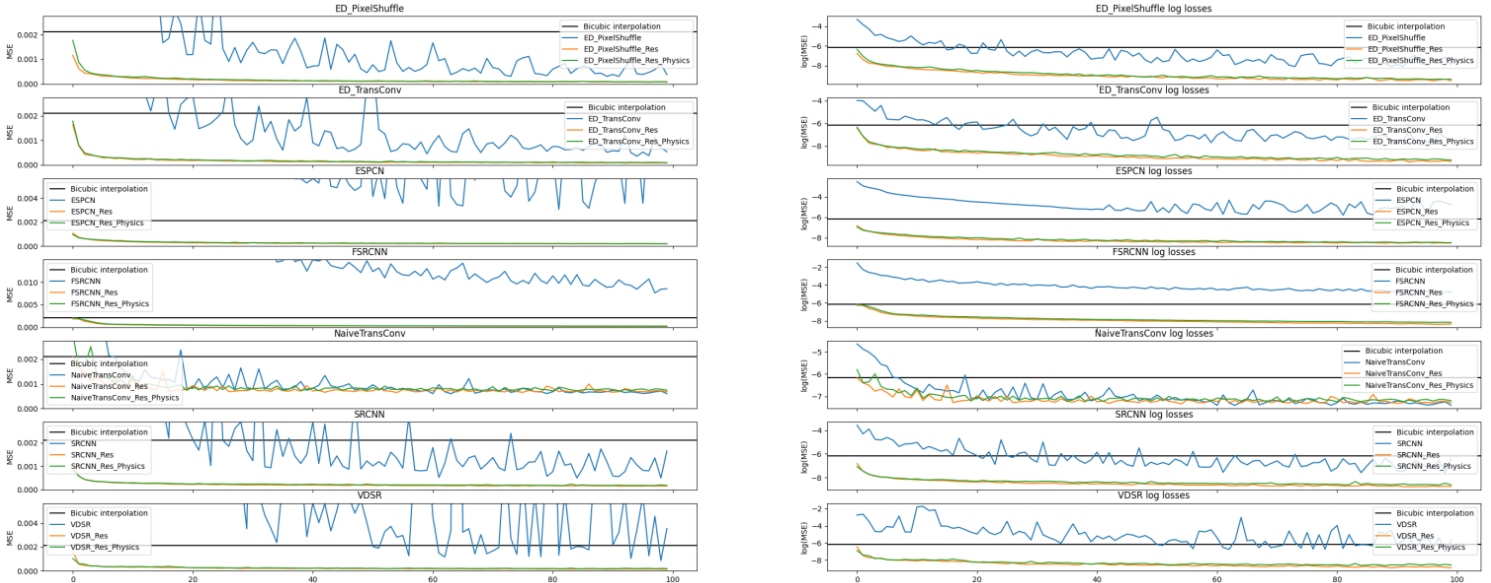 ED_PixelShuffle
MSE
0.002
0.001
0.000
Bicubic interpolation
ED_PixelShuffle
ED_PixelShuffle_Res
ED_PixelShuffle_Res_Physics
ED_TransConv
MSE
0.002
0.001
0.000
Bicubic interpolation
ED_TransConv
ED_TransConv_Res
ED_TransConv_Res_Physics
ESPCN
MSE
0.004
0.002
0.000
Bicubic interpolation
ESPCN
ESPCN_Res
ESPCN_Res_Physics
FSRCNN
MSE
0.010
0.005
0.000
Bicubic interpolation
FSRCNN
FSRCNN_Res
FSRCNN_Res_Physics
NaiveTransConv
MSE
0.002
0.001
0.000
Bicubic interpolation
NaiveTransConv
NaiveTransConv_Res
NaiveTransConv_Res_Physics
SRCNN
MSE
0.002
0.001
0.000
Bicubic interpolation
SRCNN
SRCNN_Res
SRCNN_Res_Physics
VDSR
MSE
0.004
0.002
0.000
Bicubic interpolation
VDSR
VDSR_Res
VDSR_Res_Physics
0 20 40 60 80 100
ED_PixelShuffle log losses
log(MSE)
−4
−6
−8
Bicubic interpolation
ED_PixelShuffle
ED_PixelShuffle_Res
ED_PixelShuffle_Res_Physics
ED_TransConv log losses
log(MSE)
−4
−6
−8
Bicubic interpolation
ED_TransConv
ED_TransConv_Res
ED_TransConv_Res_Physics
ESPCN log losses
log(MSE)
−4
−6
−8
Bicubic interpolation
ESPCN
ESPCN_Res
ESPCN_Res_Physics
FSRCNN log losses
log(MSE)
−2
−4
−6
−8
Bicubic interpolation
FSRCNN
FSRCNN_Res
FSRCNN_Res_Physics
NaiveTransConv log losses
log(MSE)
−5
−6
−7
Bicubic interpolation
NaiveTransConv
NaiveTransConv_Res
NaiveTransConv_Res_Physics
SRCNN log losses
log(MSE)
−4
−6
−8
Bicubic interpolation
SRCNN
SRCNN_Res
SRCNN_Res_Physics
VDSR log losses
log(MSE)
−2
−4
−6
−8
Bicubic interpolation
VDSR
VDSR_Res
VDSR_Res_Physics
0 20 40 60 80 100